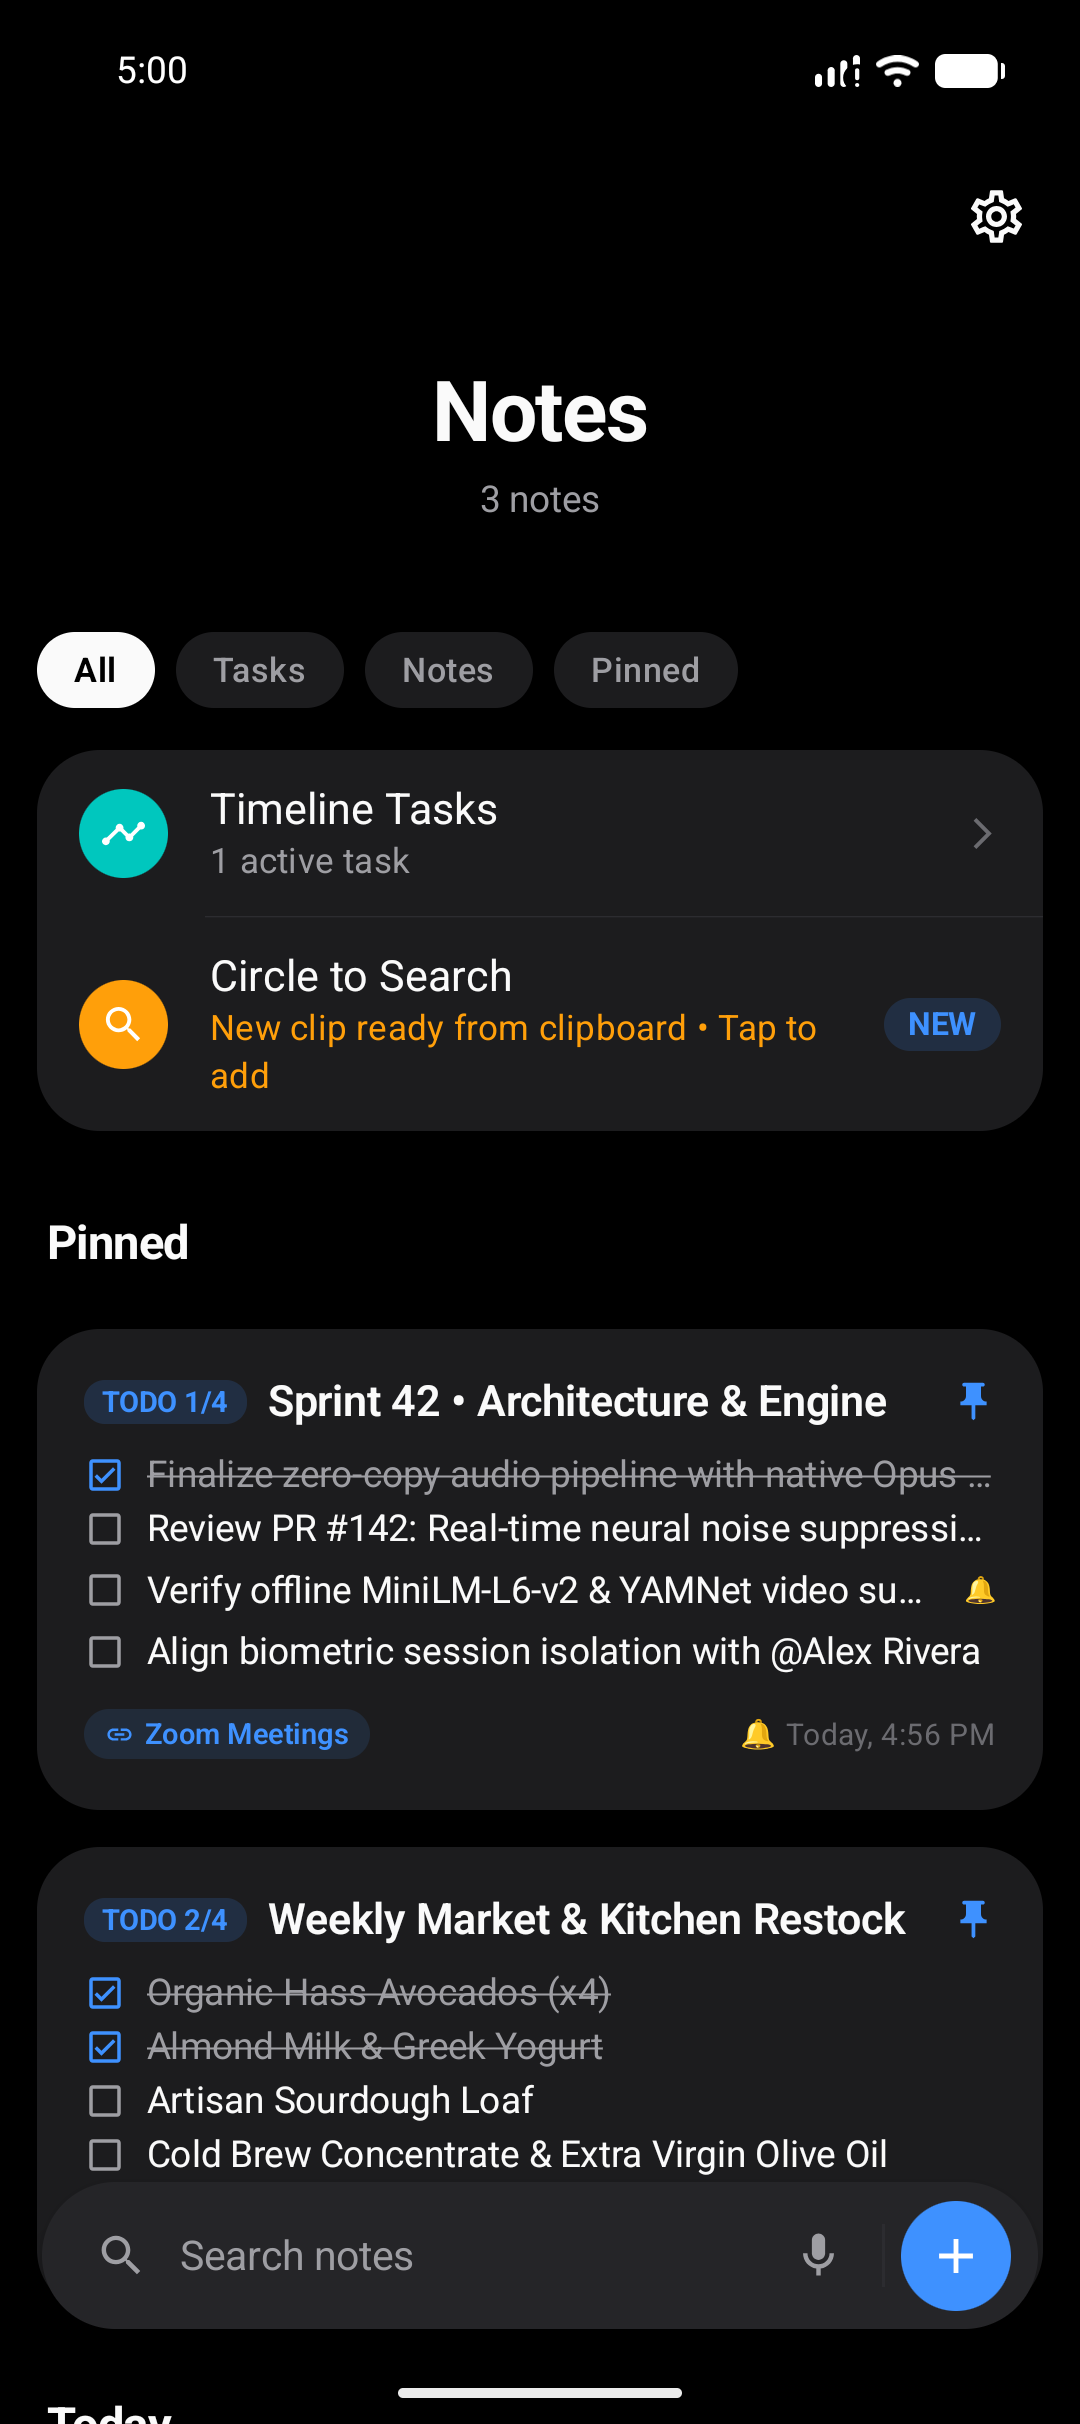 5:00
Notes
3 notes
All
Tasks
Notes
Pinned
Timeline Tasks
1 active task
Circle to Search
New clip ready from clipboard • Tap to
add
NEW
Pinned
TODO 1/4
Sprint 42 • Architecture & Engine
Finalize zero-copy audio pipeline with native Opus ...
Review PR #142: Real-time neural noise suppressi...
Verify offline MiniLM-L6-v2 & YAMNet video su...
Align biometric session isolation with @Alex Rivera
Zoom Meetings
Today, 4:56 PM
TODO 2/4
Weekly Market & Kitchen Restock
Organic Hass Avocados (x4)
Almond Milk & Greek Yogurt
Artisan Sourdough Loaf
Cold Brew Concentrate & Extra Virgin Olive Oil
Search notes
Today